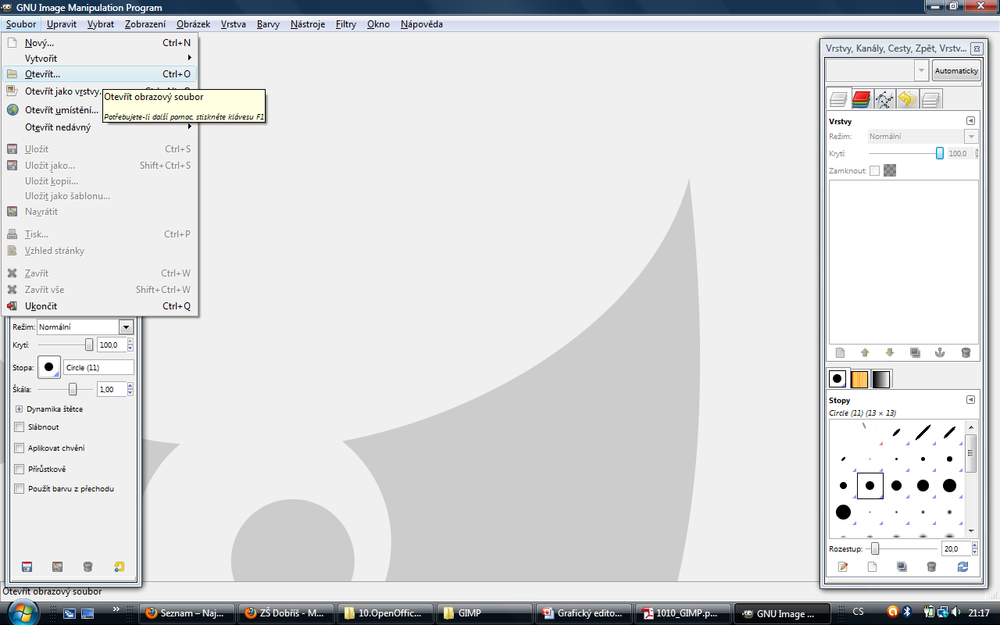 GNU Image Manipulation Program
Soubor Upravit Vybrat Zobrazení Obrázek Vrstva Barvy Nástroje Filtry Okno Nápověda
Nový... Ctrl+N
Vytvořit
Otevřít... Ctrl+O
Otevřít jako vrstvy...
Otevřít obrazový soubor
Potřebujete-li další pomoc, stiskněte klávesu F1
Otevřít umístění...
Otevřít nedávný
Uložit Ctrl+S
Uložit jako... Shift+Ctrl+S
Uložit kopii...
Uložit jako šablonu...
Navrátit
Tisk... Ctrl+P
Vzhled stránky
Zavřít Ctrl+W
Zavřít vše Shift+Ctrl+W
Ukončit Ctrl+Q
Režim: Normální
Krytí: 100,0
Stopa: Circle (11)
Škála: 1,00
Dynamika štětce
Slábnout
Aplikovat chvění
Přírůstkově
Použít barvu z přechodu
Vrstvy, Kanály, Cesty, Zpět, Vrstv...
Automaticky
Vrstvy
Režim: Normální
Krytí: 100,0
Zamknout:
Stopy
Circle (11) (13 × 13)
Rozestup: 20,0
Otevřít obrazový soubor
Seznam – Naj...
ZŠ Dobříš - M...
10.OpenOffic...
GIMP
Grafický edito...
1010_GIMP.p...
GNU Image ...
CS
21:17